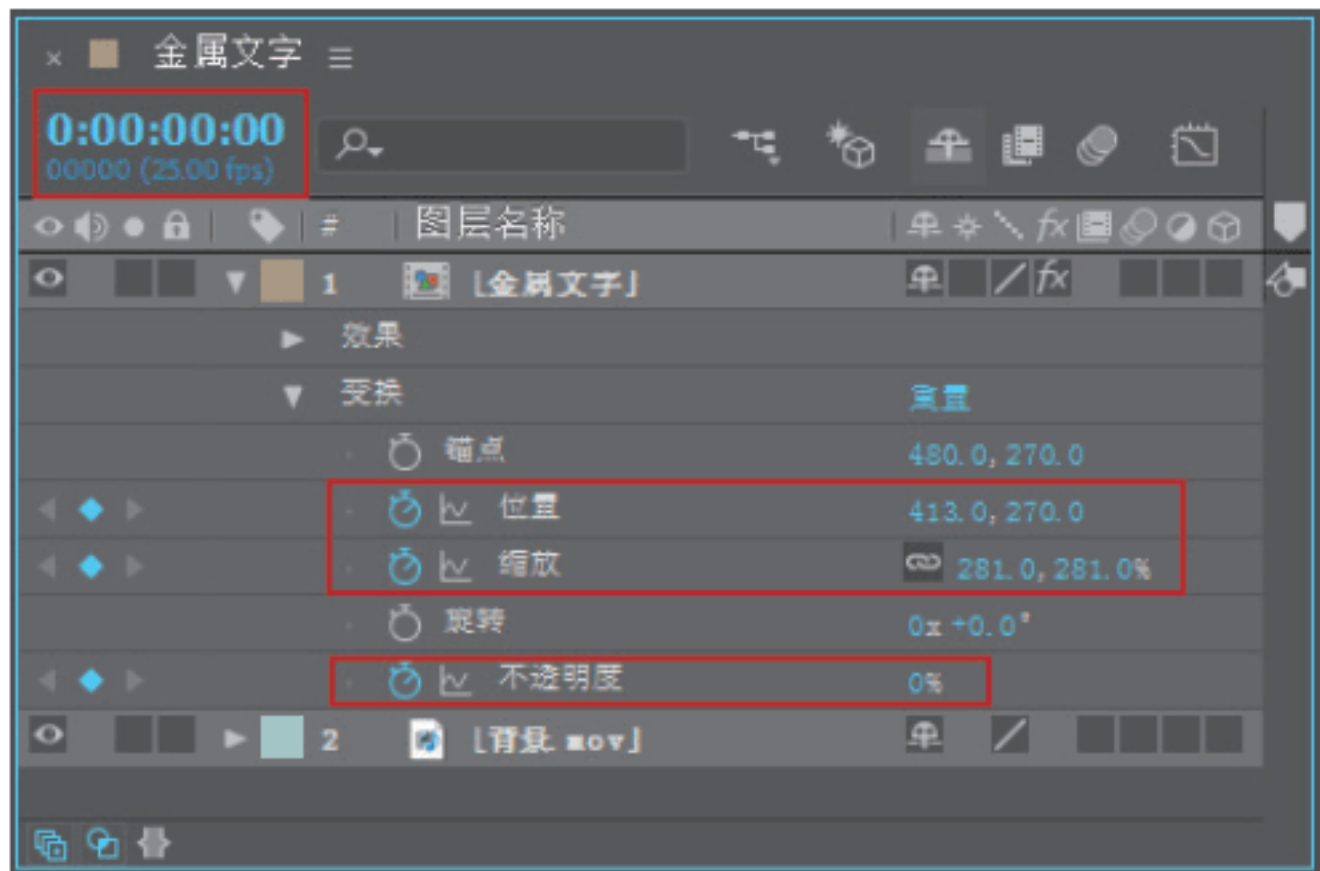 金属文字
0:00:00:00
00000 (25.00 fps)
# 图层名称 fx
1 [金属文字] fx
效果
变换 重置
锚点 480.0, 270.0
位置 413.0, 270.0
缩放 281.0, 281.0%
旋转 0x +0.0°
不透明度 0%
2 [背景.mov]